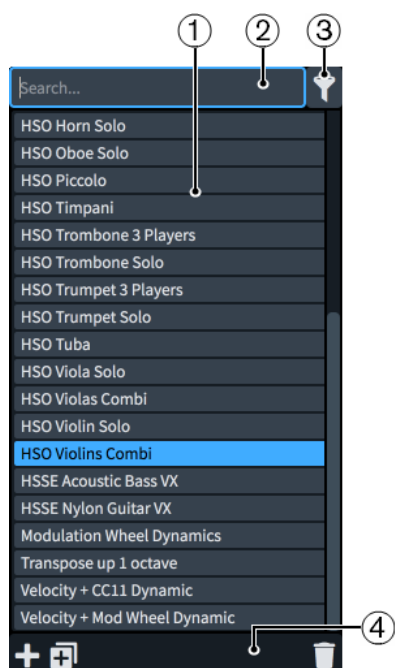 ① ② ③
Search...
HSO Horn Solo
HSO Oboe Solo
HSO Piccolo
HSO Timpani
HSO Trombone 3 Players
HSO Trombone Solo
HSO Trumpet 3 Players
HSO Trumpet Solo
HSO Tuba
HSO Viola Solo
HSO Violas Combi
HSO Violin Solo
HSO Violins Combi
HSSE Acoustic Bass VX
HSSE Nylon Guitar VX
Modulation Wheel Dynamics
Transpose up 1 octave
Velocity + CC11 Dynamic
Velocity + Mod Wheel Dynamic
④